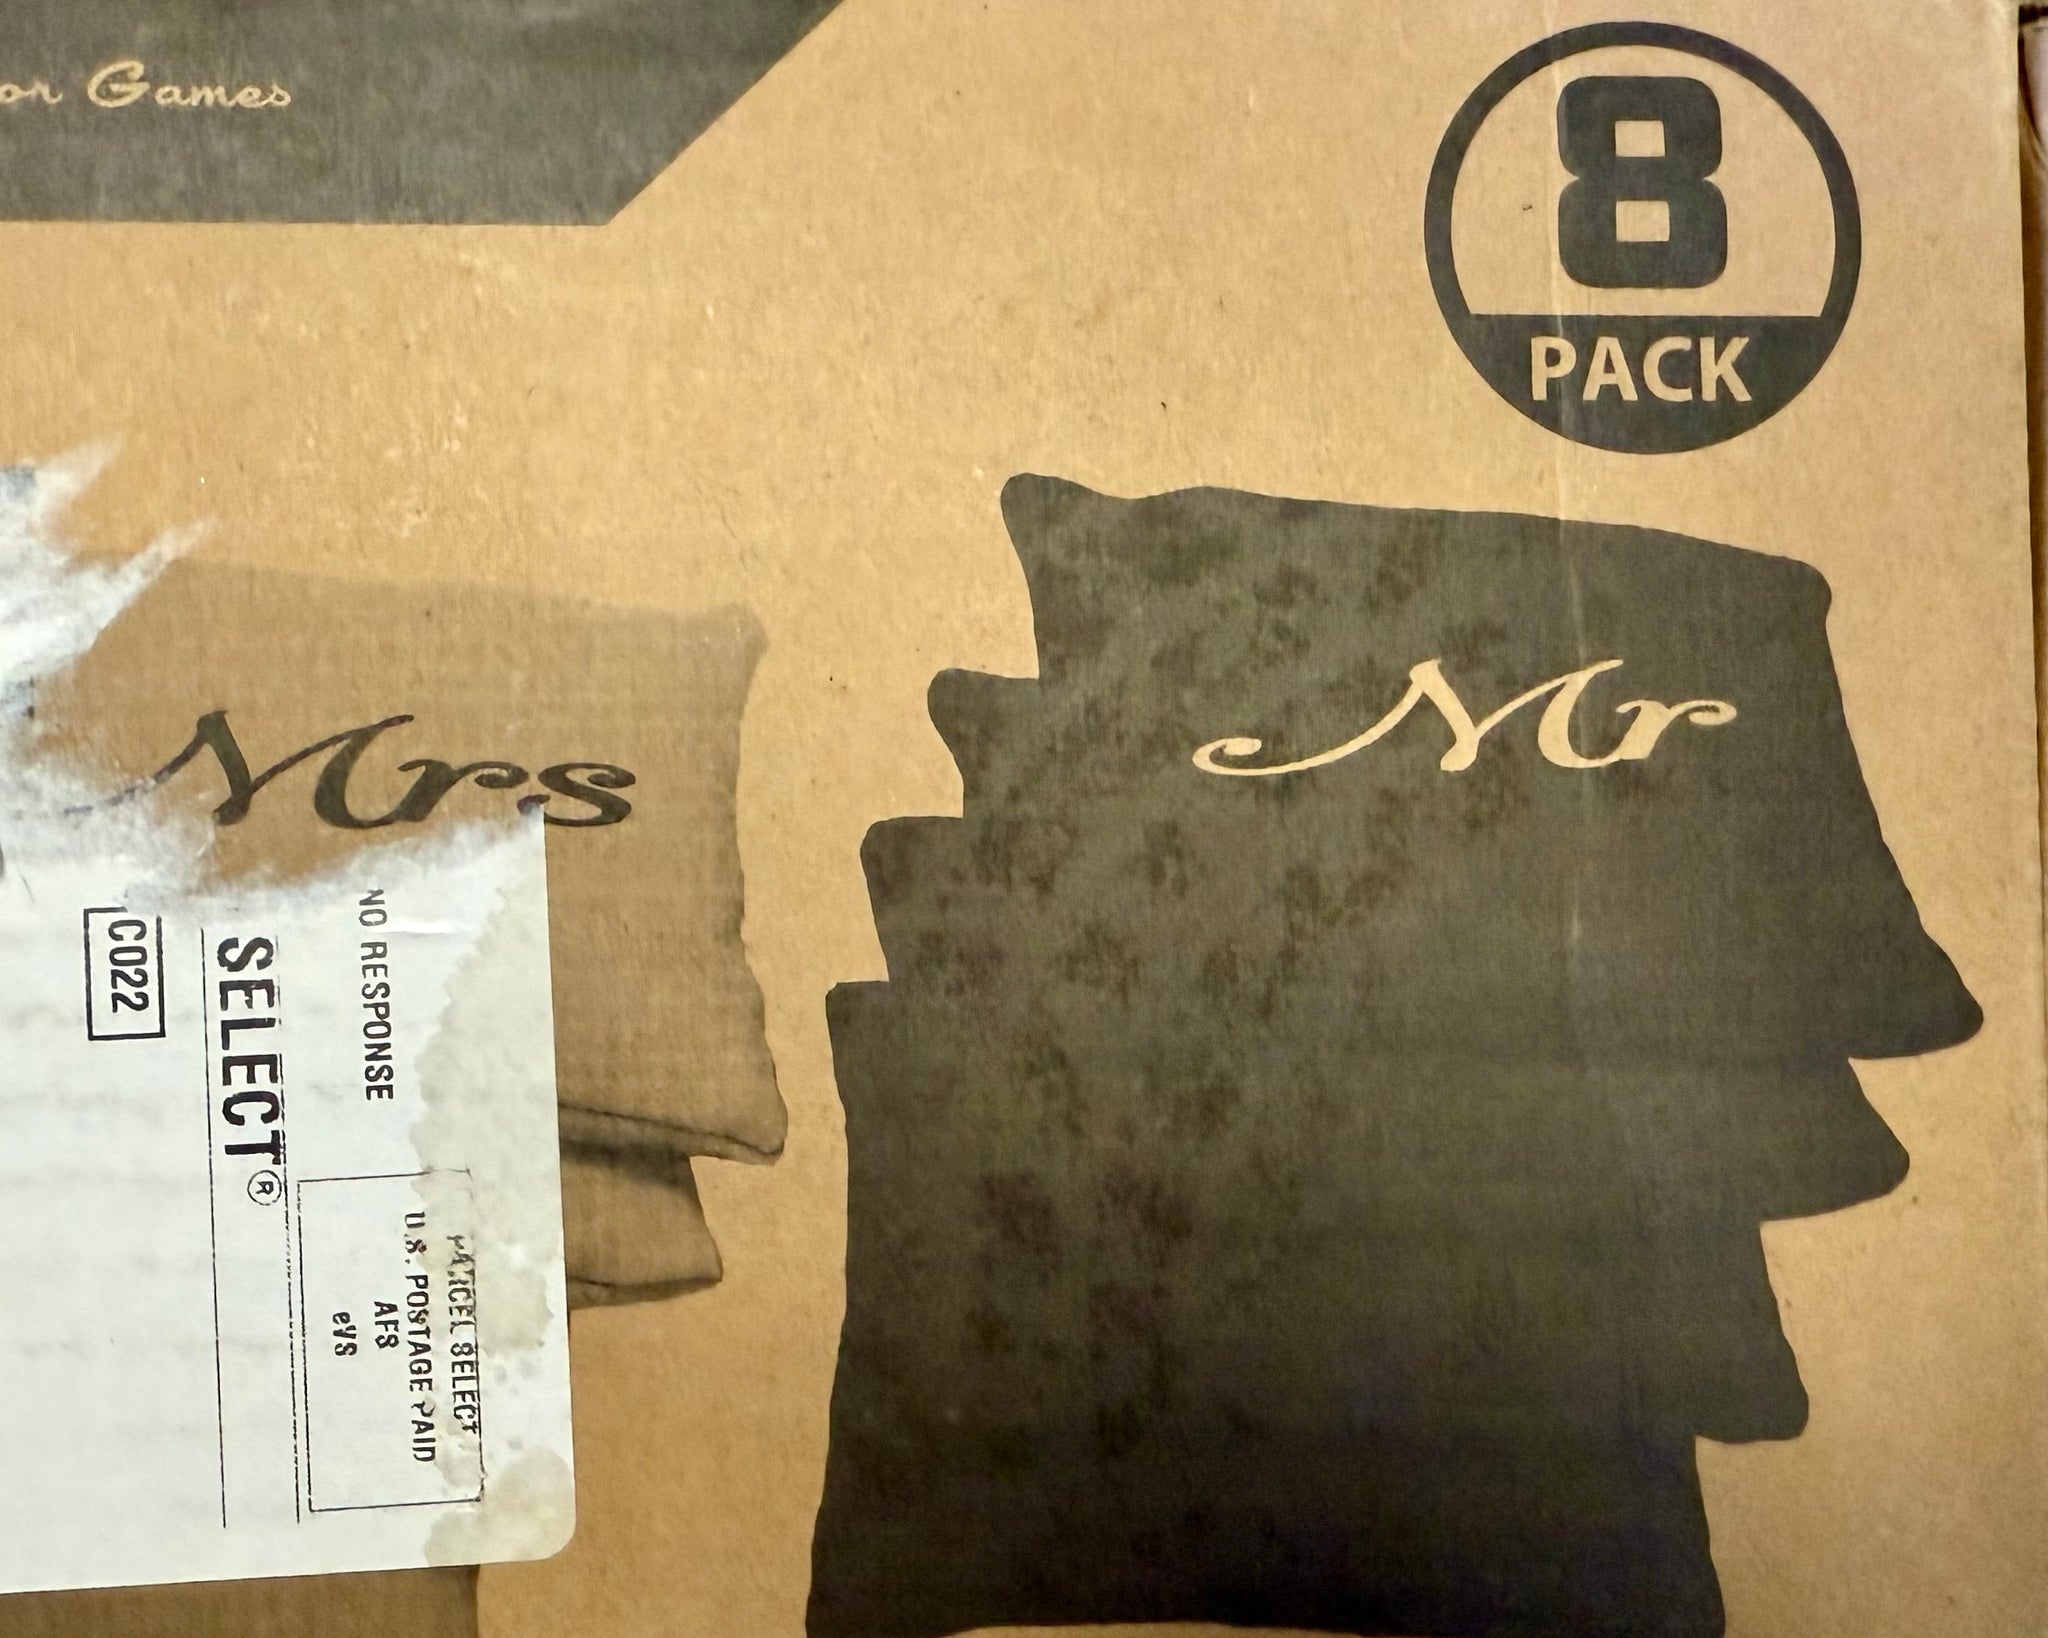 or Games
8
PACK
Mr
Mrs
NO RESPONSE
C022
SELECT®
PARCEL SELECT
U.S. POSTAGE PAID
AFS
eVS